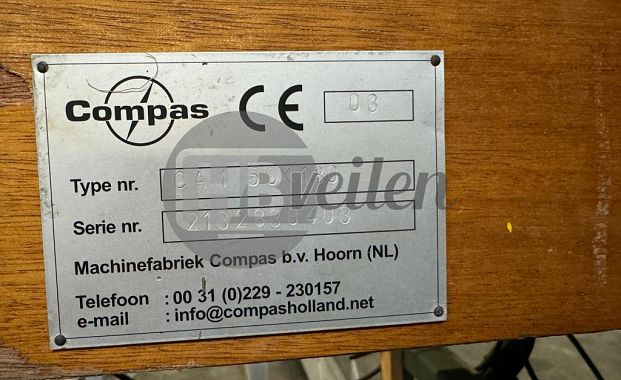 Compas CE 03
veilen
Type nr.
Serie nr.
Machinefabriek Compas b.v. Hoorn (NL)
Telefoon : 00 31 (0)229 - 230157
e-mail : info@compasholland.net